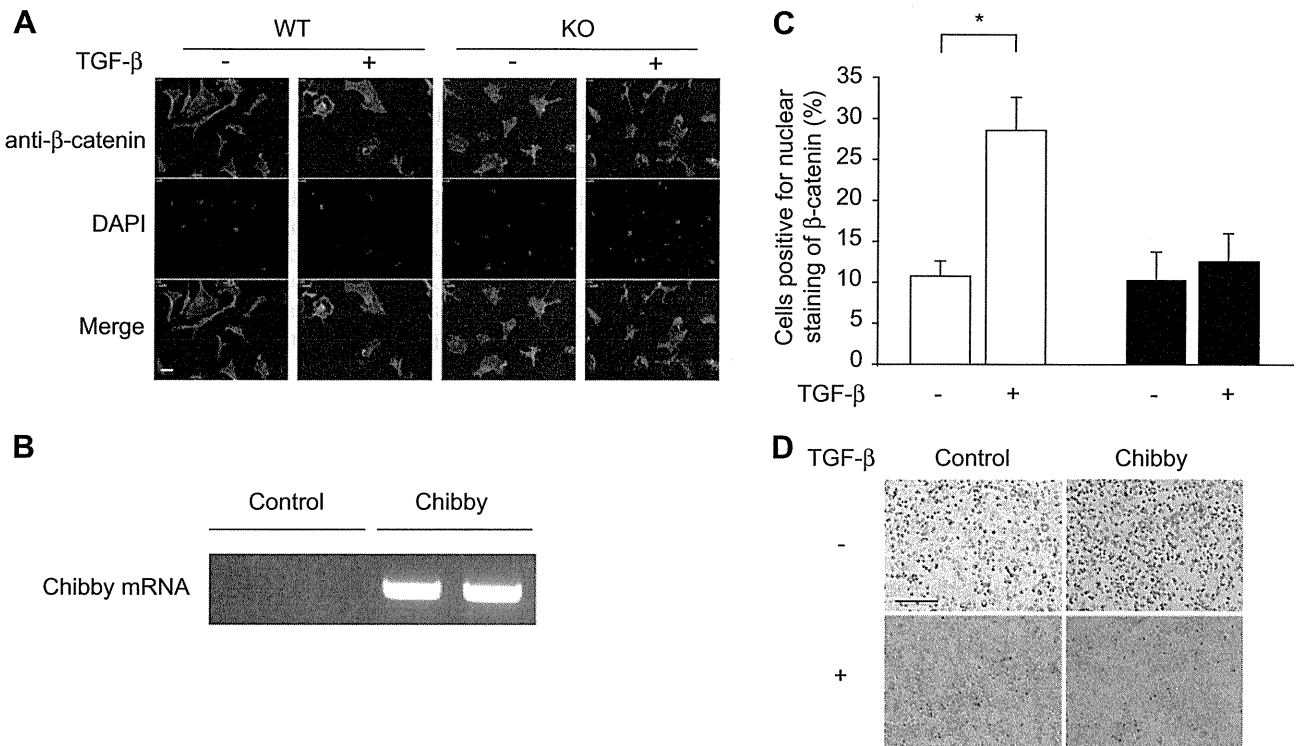 A
WT KO
TGF-β - + - +
anti-β-catenin
DAPI
Merge
B
Control Chibby
Chibby mRNA
C
*
Cells positive for nuclear
staining of β-catenin (%)
35
30
25
20
15
10
5
0
TGF-β - + - +
D
TGF-β Control Chibby
-
+